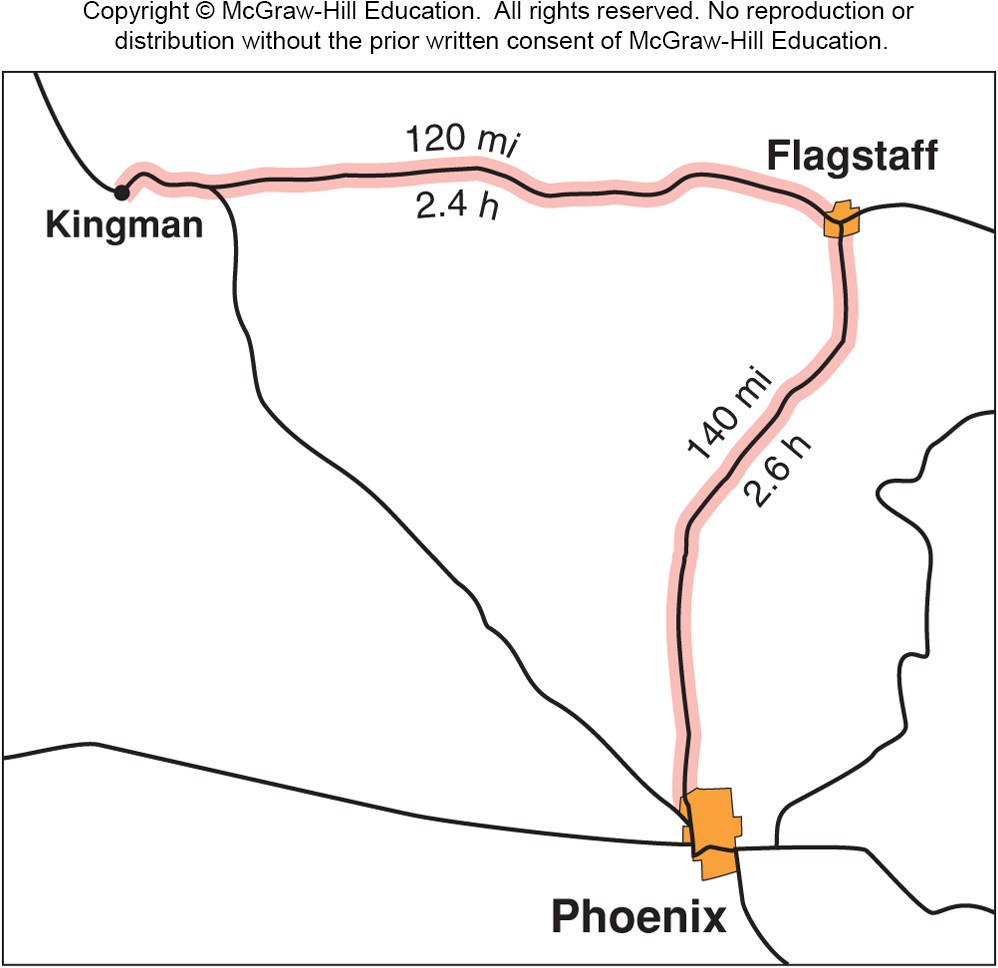 Copyright © McGraw-Hill Education.  All rights reserved. No reproduction or
distribution without the prior written consent of McGraw-Hill Education.
120 mi
Flagstaff
2.4 h
Kingman
140 mi
2.6 h
Phoenix